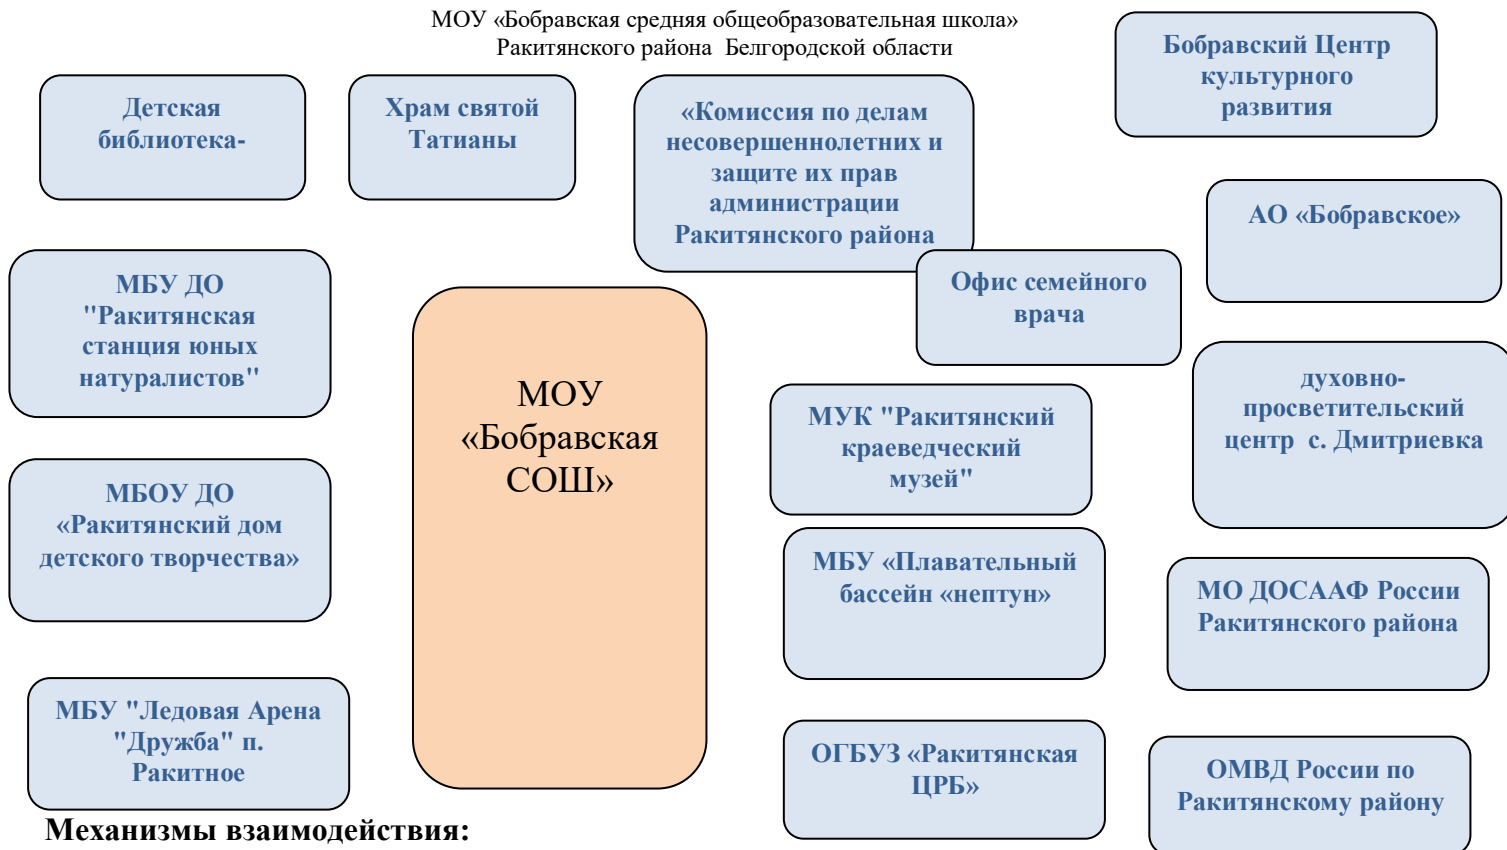 МОУ «Бобравская средняя общеобразовательная школа»
Ракитянского района  Белгородской области
Бобравский Центр
культурного
развития
Детская
библиотека-
Храм святой
Татианы
«Комиссия по делам
несовершеннолетних и
защите их прав
администрации
Ракитянского района
АО «Бобравское»
МБУ ДО
"Ракитянская
станция юных
натуралистов"
Офис семейного
врача
МОУ
«Бобравская
СОШ»
духовно-
просветительский
центр  с. Дмитриевка
МУК "Ракитянский
краеведческий
музей"
МБОУ ДО
«Ракитянский дом
детского творчества»
МБУ «Плавательный
бассейн «нептун»
МО ДОСААФ России
Ракитянского района
МБУ "Ледовая Арена
"Дружба" п.
Ракитное
ОГБУЗ «Ракитянская
ЦРБ»
ОМВД России по
Ракитянскому району
Механизмы взаимодействия: